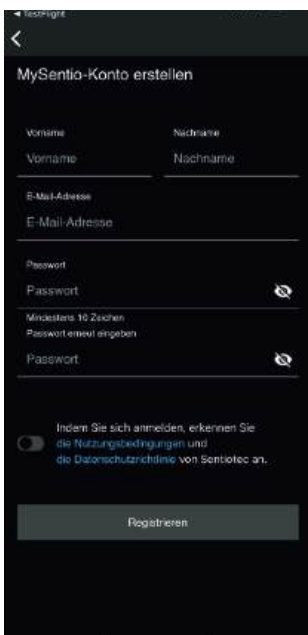 ◄ TestFlight
MySentio-Konto erstellen
Vorname Nachname
Vorname Nachname
E-Mail-Adresse
E-Mail-Adresse
Passwort
Passwort
Mindestens 10 Zeichen
Passwort erneut eingeben
Passwort
Indem Sie sich anmelden, erkennen Sie
die Nutzungsbedingungen und
die Datenschutzrichtlinie von Sentiotec an.
Registrieren